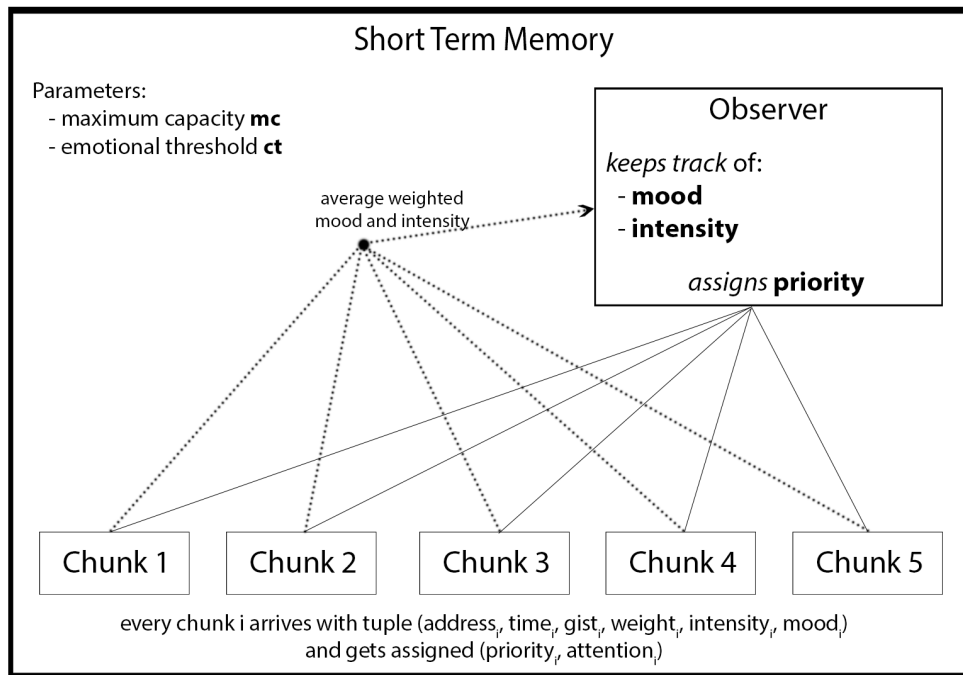 Short Term Memory
Parameters:
- maximum capacity mc
- emotional threshold ct
average weighted
mood and intensity
Observer
keeps track of:
- mood
- intensity
assigns priority
Chunk 1
Chunk 2
Chunk 3
Chunk 4
Chunk 5
every chunk i arrives with tuple (addressᵢ, timeᵢ, gistᵢ, weightᵢ, intensityᵢ, moodᵢ)
and gets assigned (priorityᵢ, attentionᵢ)